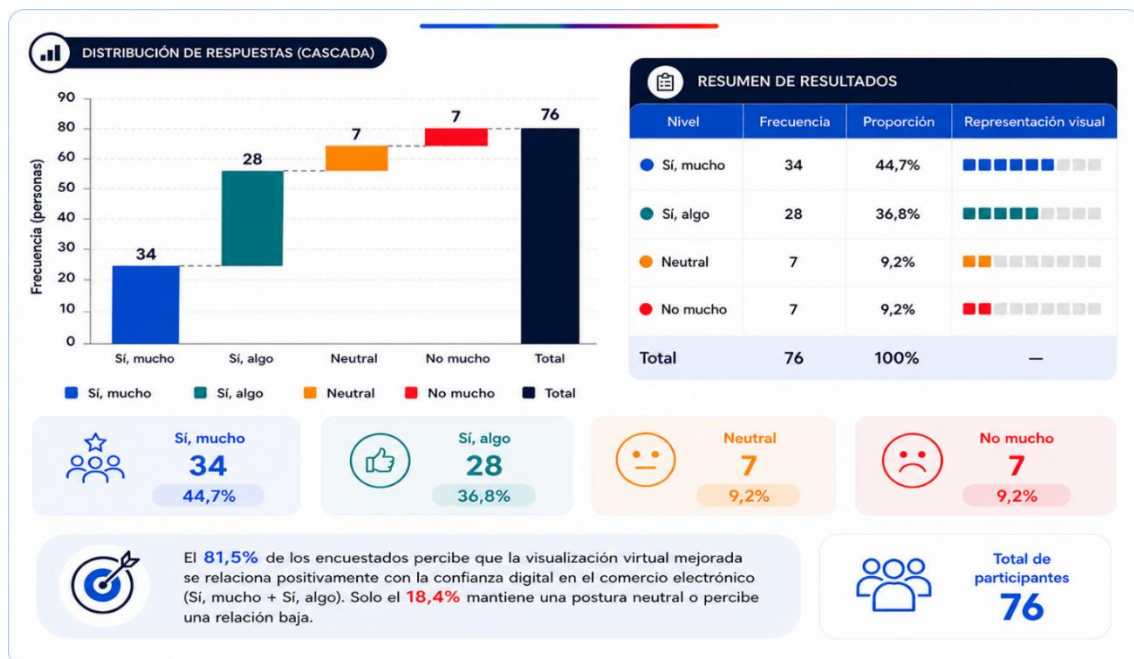 DISTRIBUCIÓN DE RESPUESTAS (CASCADA)
Frecuencia (personas)
90
80
60
50
40
30
20
10
0
34
28
7
7
76
Sí, mucho
Sí, algo
Neutral
No mucho
Total
Sí, mucho
Sí, algo
Neutral
No mucho
Total
RESUMEN DE RESULTADOS
Nivel Frecuencia Proporción Representación visual
Sí, mucho 34 44,7%
Sí, algo 28 36,8%
Neutral 7 9,2%
No mucho 7 9,2%
Total 76 100% —
Sí, mucho
34
44,7%
Sí, algo
28
36,8%
Neutral
7
9,2%
No mucho
7
9,2%
El 81,5% de los encuestados percibe que la visualización virtual mejorada
se relaciona positivamente con la confianza digital en el comercio electrónico
(Sí, mucho + Sí, algo). Solo el 18,4% mantiene una postura neutral o percibe
una relación baja.
Total de
participantes
76